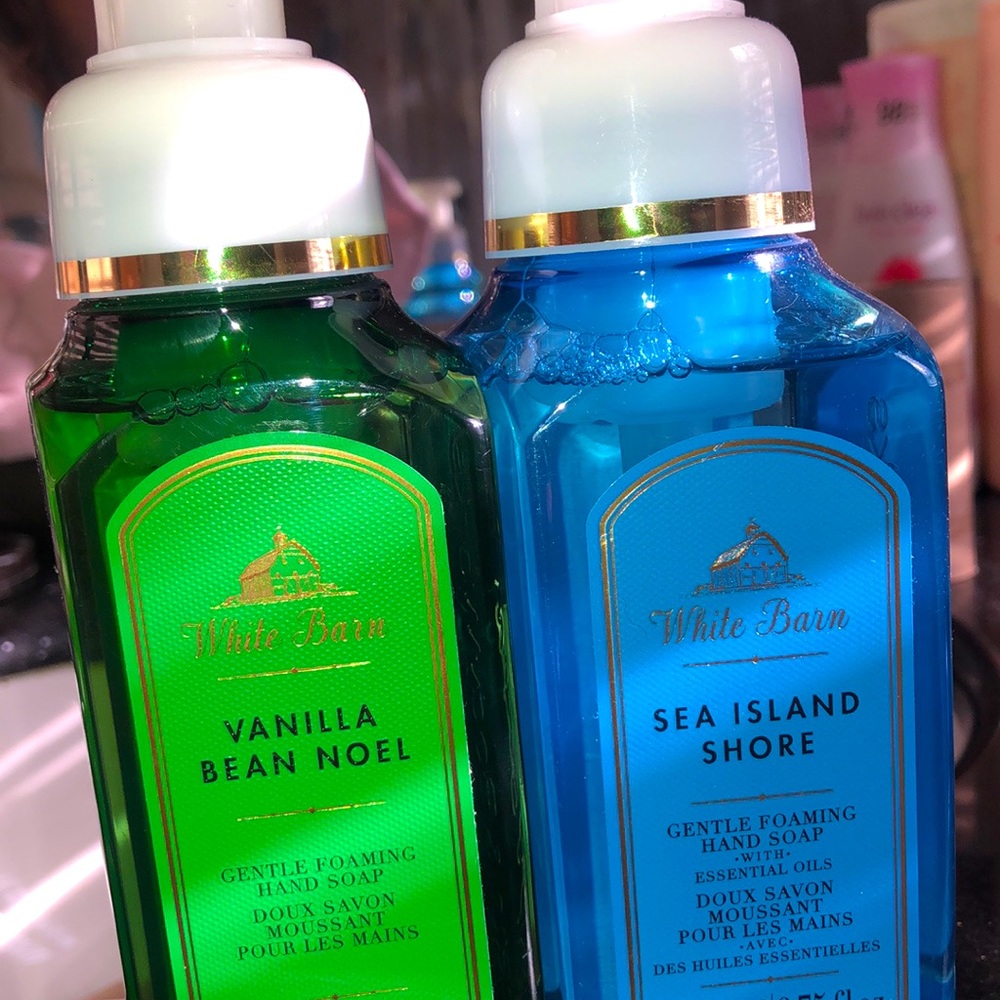 White Barn
VANILLA
BEAN NOEL
GENTLE FOAMING
HAND SOAP
DOUX SAVON
MOUSSANT
POUR LES MAINS
White Barn
SEA ISLAND
SHORE
GENTLE FOAMING
HAND SOAP
·WITH·
ESSENTIAL OILS
DOUX SAVON
MOUSSANT
POUR LES MAINS
·AVEC·
DES HUILES ESSENTIELLES